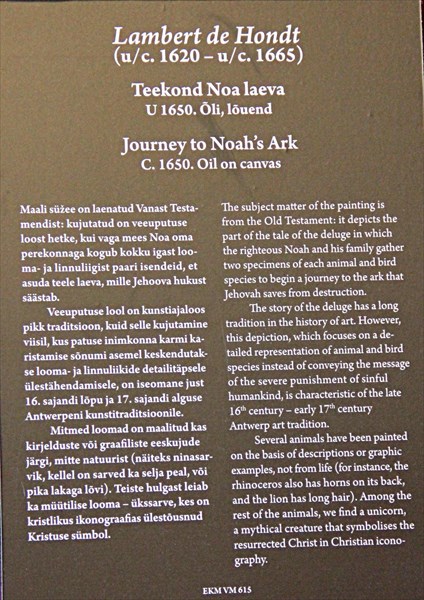 Lambert de Hondt
(u/c. 1620 – u/c. 1665)
Teekond Noa laeva
U 1650. Õli, lõuend
Journey to Noah's Ark
C. 1650. Oil on canvas
Maali süžee on laenatud Vanast Testa-
mendist: kujutatud on veeuputuse
loost hetke, kui vaga mees Noa oma
perekonnaga kogub kokku igast loo-
ma- ja linnuliigist paari isendeid, et
asuda teele laeva, mille Jehoova hukust
säästab.
Veeuputuse lool on kunstiajaloos
pikk traditsioon, kuid selle kujutamine
viisil, kus patuse inimkonna karmi ka-
ristamise sõnumi asemel keskendutak-
se looma- ja linnuliikide detailitäpsele
ülestähendamisele, on iseomane just
16. sajandi lõpu ja 17. sajandi alguse
Antwerpeni kunstitraditsioonile.
Mitmed loomad on maalitud kas
kirjelduste või graafiliste eeskujude
järgi, mitte natuurist (näiteks ninasar-
vik, kellel on sarved ka selja peal, või
pika lakaga lõvi). Teiste hulgast leiab
ka müütilise looma – ükssarve, kes on
kristlikus ikonograafias ülestõusnud
Kristuse sümbol.
The subject matter of the painting is
from the Old Testament: it depicts the
part of the tale of the deluge in which
the righteous Noah and his family gather
two specimens of each animal and bird
species to begin a journey to the ark that
Jehovah saves from destruction.
The story of the deluge has a long
tradition in the history of art. However,
this depiction, which focuses on a de-
tailed representation of animal and bird
species instead of conveying the message
of the severe punishment of sinful
humankind, is characteristic of the late
16th century – early 17th century
Antwerp art tradition.
Several animals have been painted
on the basis of descriptions or graphic
examples, not from life (for instance, the
rhinoceros also has horns on its back,
and the lion has long hair). Among the
rest of the animals, we find a unicorn,
a mythical creature that symbolises the
resurrected Christ in Christian icono-
graphy.
EKM VM 615